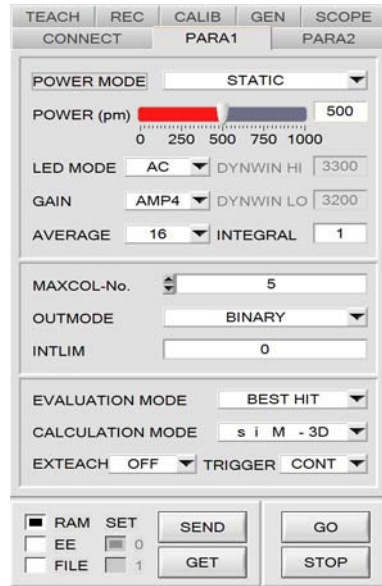 TEACH REC CALIB GEN SCOPE
CONNECT PARA1 PARA2
POWER MODE STATIC
POWER (pm) 500
0 250 500 750 1000
LED MODE AC DYNWIN HI 3300
GAIN AMP4 DYNWIN LO 3200
AVERAGE 16 INTEGRAL 1
MAXCOL-No. 5
OUTMODE BINARY
INTLIM 0
EVALUATION MODE BEST HIT
CALCULATION MODE s i M - 3D
EXTEACH OFF TRIGGER CONT
RAM SET SEND GO
EE 0
FILE 1 GET STOP